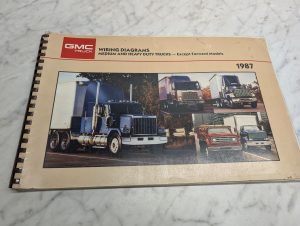 GMC
TRUCK
WIRING DIAGRAMS
MEDIUM AND HEAVY DUTY TRUCKS — Except Forward Models
1987